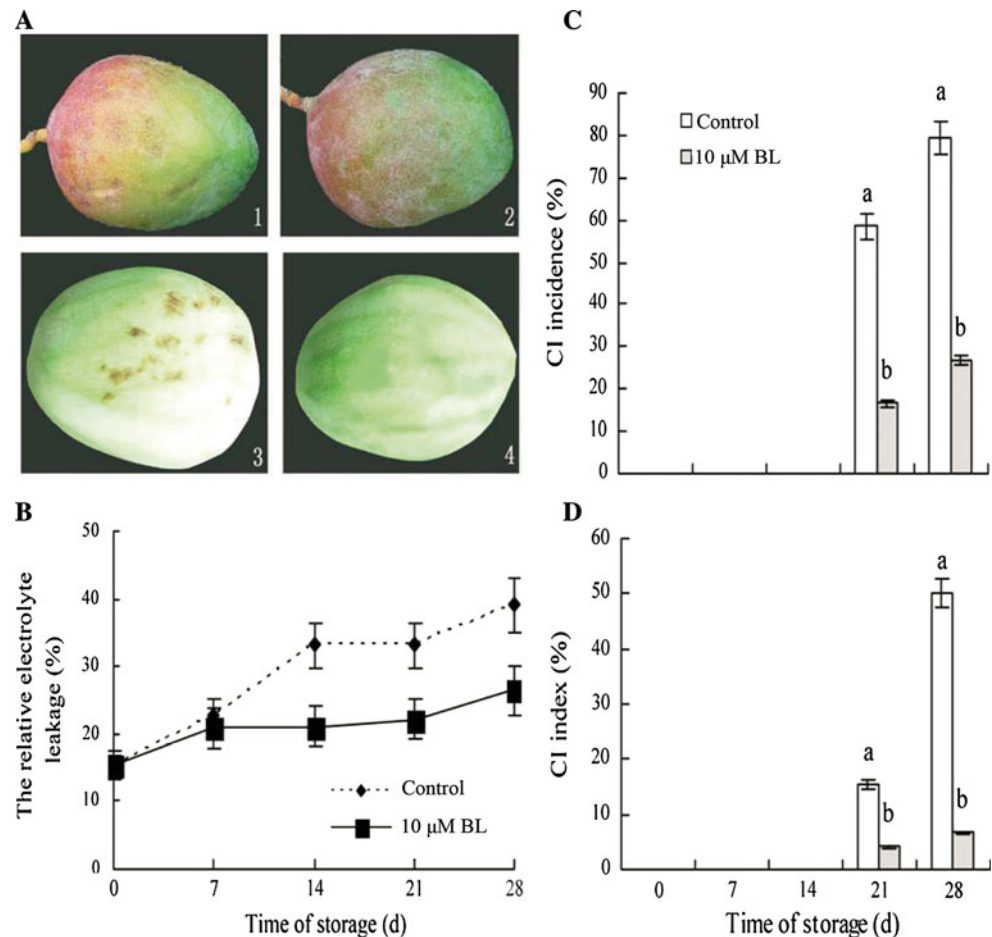 A
1
2
3
4
B
The relative electrolyte
leakage (%)
50
40
30
20
10
0
Control
10 μM BL
0
7
14
21
28
Time of storage (d)
C
CI incidence (%)
90
80
70
60
50
40
30
20
10
0
Control
10 μM BL
a
b
a
b
D
CI index (%)
60
50
40
30
20
10
0
a
b
a
b
0
7
14
21
28
Time of storage (d)